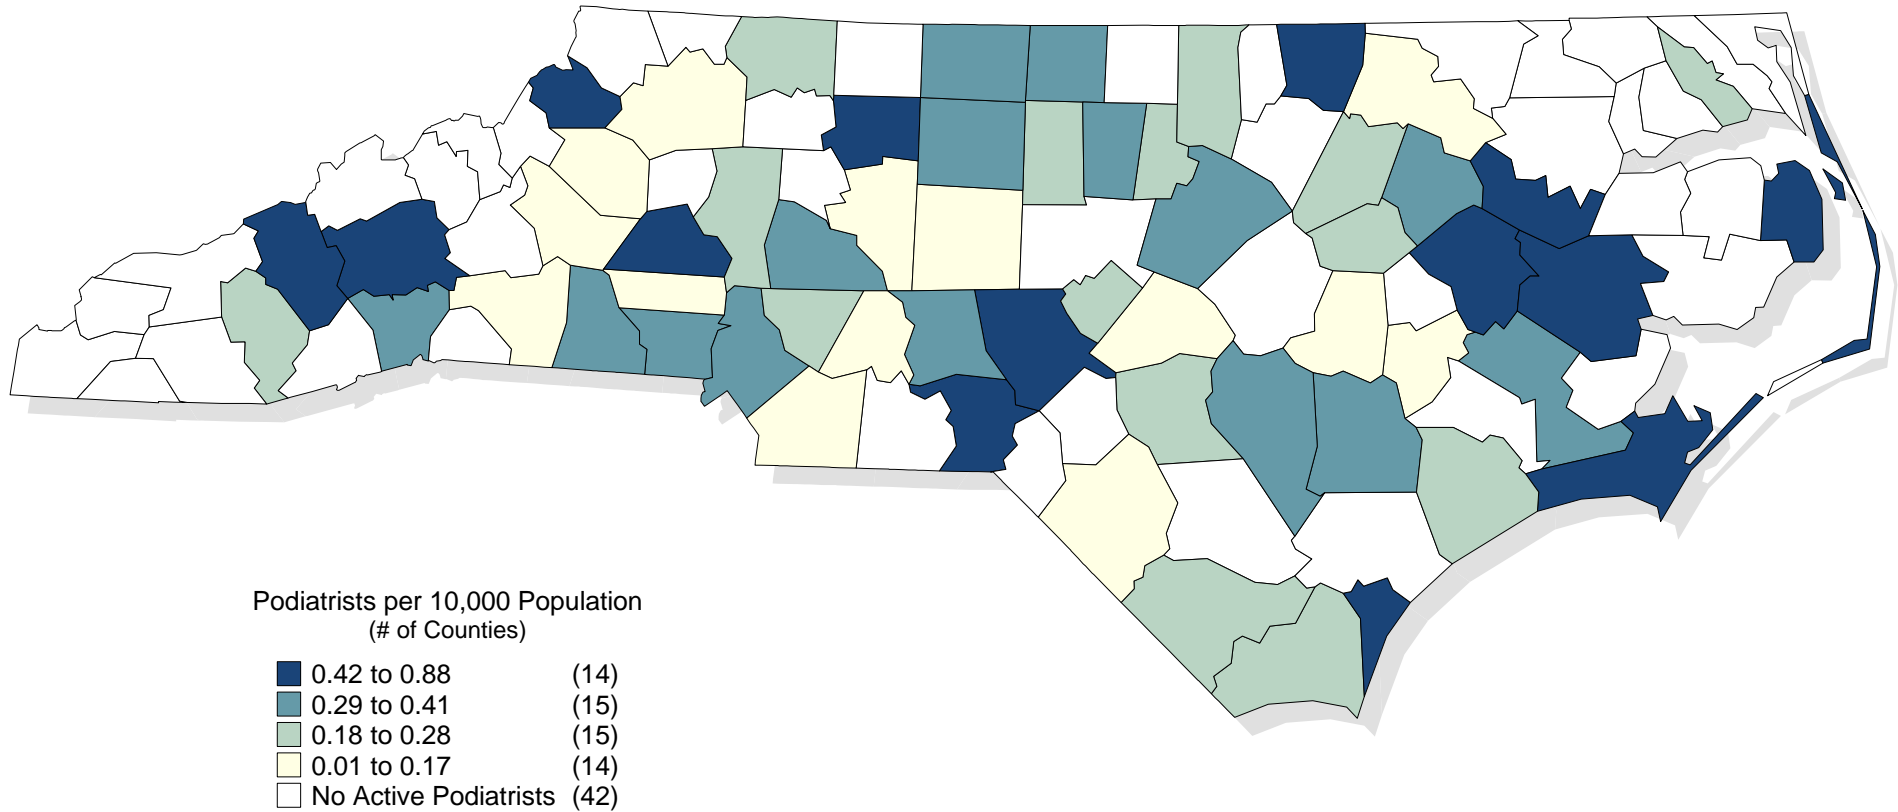 Podiatrists per 10,000 Population
(# of Counties)
0.42 to 0.88 (14)
0.29 to 0.41 (15)
0.18 to 0.28 (15)
0.01 to 0.17 (14)
No Active Podiatrists (42)